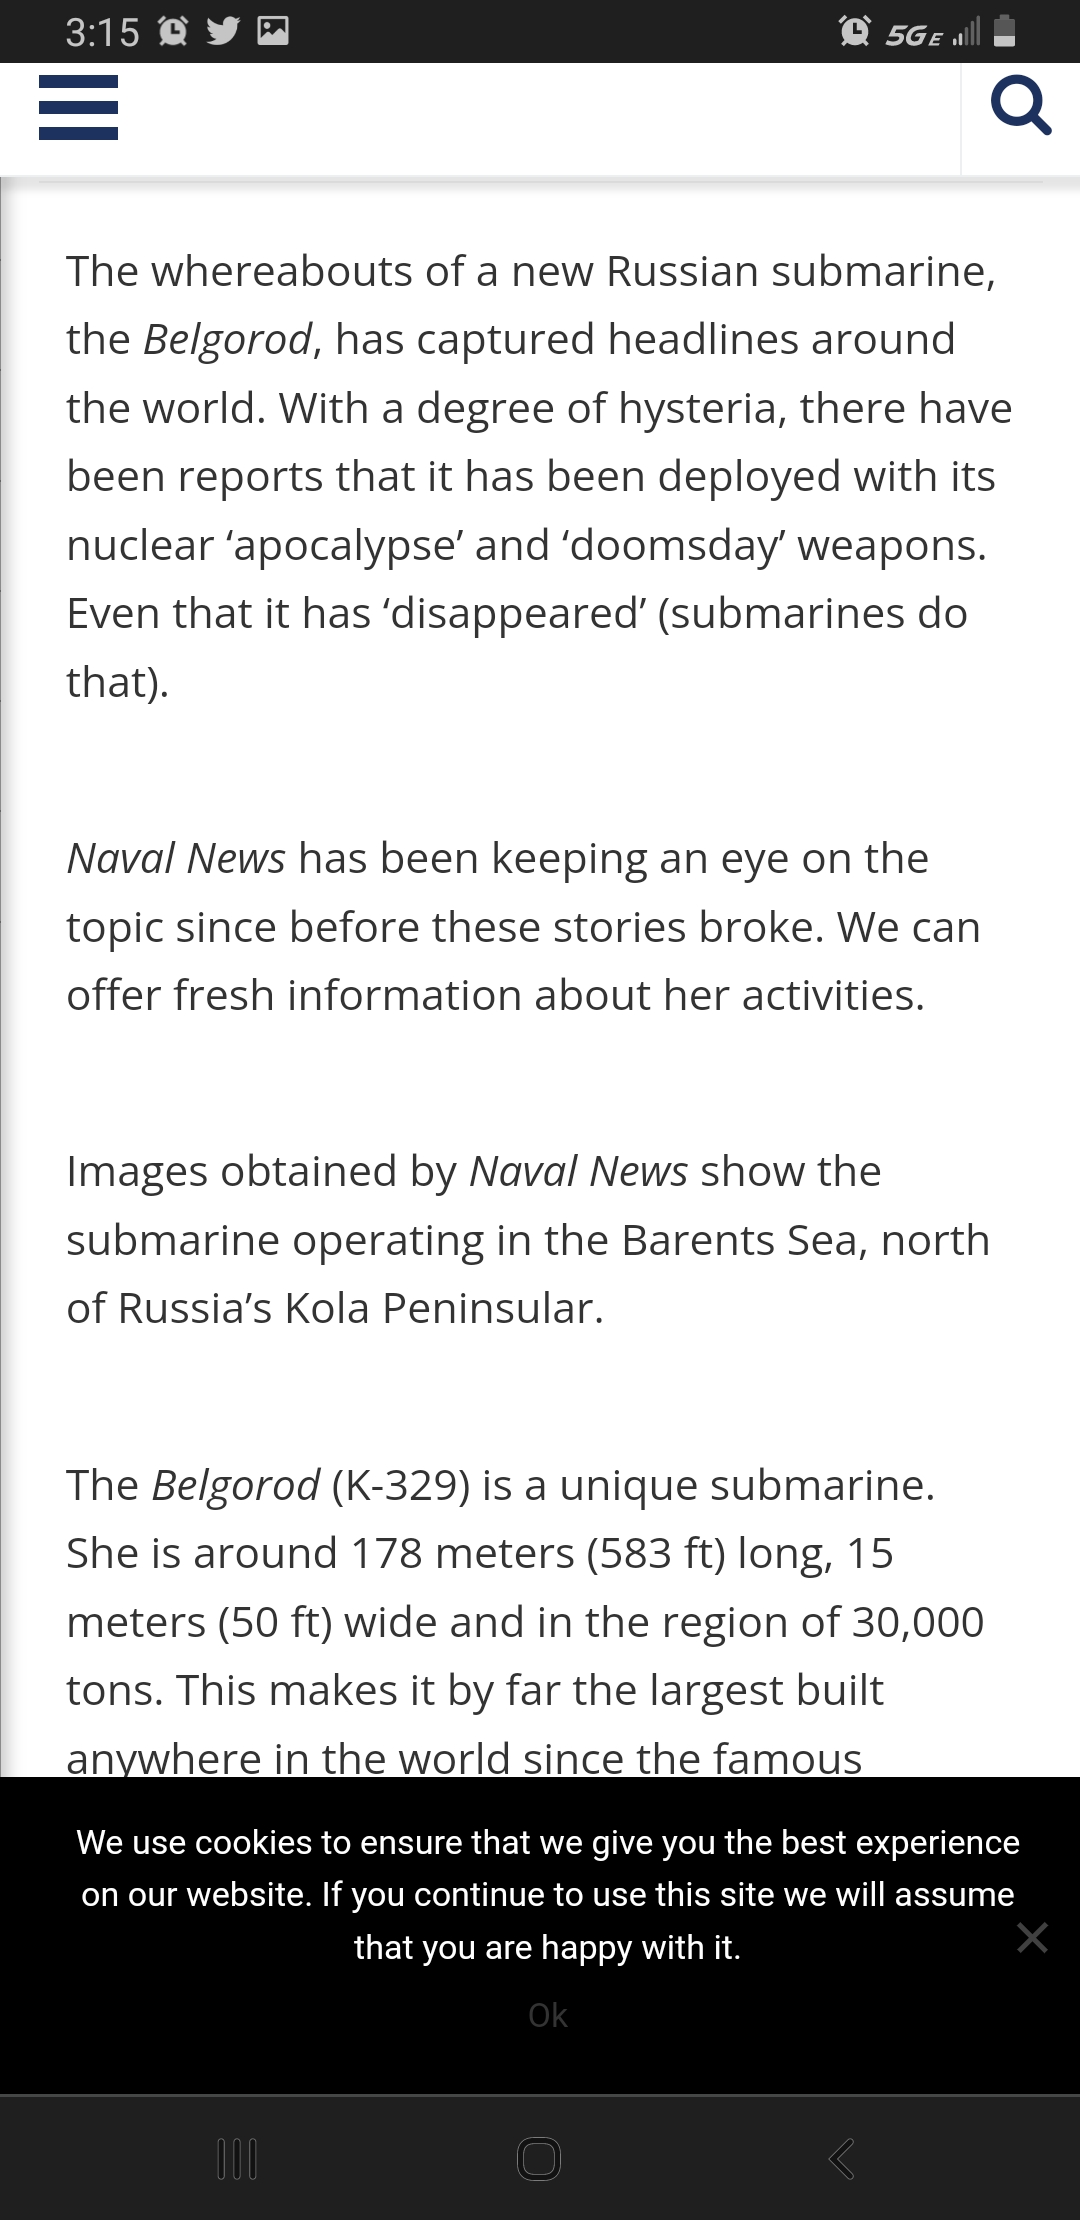 3:15
5G E
The whereabouts of a new Russian submarine,
the Belgorod, has captured headlines around
the world. With a degree of hysteria, there have
been reports that it has been deployed with its
nuclear ‘apocalypse’ and ‘doomsday’ weapons.
Even that it has ‘disappeared’ (submarines do
that).
Naval News has been keeping an eye on the
topic since before these stories broke. We can
offer fresh information about her activities.
Images obtained by Naval News show the
submarine operating in the Barents Sea, north
of Russia’s Kola Peninsular.
The Belgorod (K-329) is a unique submarine.
She is around 178 meters (583 ft) long, 15
meters (50 ft) wide and in the region of 30,000
tons. This makes it by far the largest built
anywhere in the world since the famous
We use cookies to ensure that we give you the best experience
on our website. If you continue to use this site we will assume
that you are happy with it.
Ok